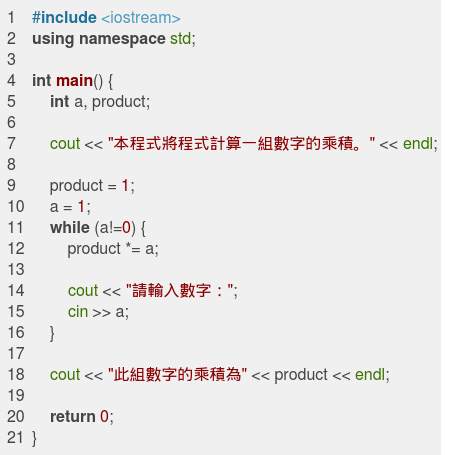 1 #include <iostream>
2 using namespace std;
3
4 int main() {
5 int a, product;
6
7 cout << "本程式將程式計算一組數字的乘積。" << endl;
8
9 product = 1;
10 a = 1;
11 while (a!=0) {
12 product *= a;
13
14 cout << "請輸入數字：";
15 cin >> a;
16 }
17
18 cout << "此組數字的乘積為" << product << endl;
19
20 return 0;
21 }